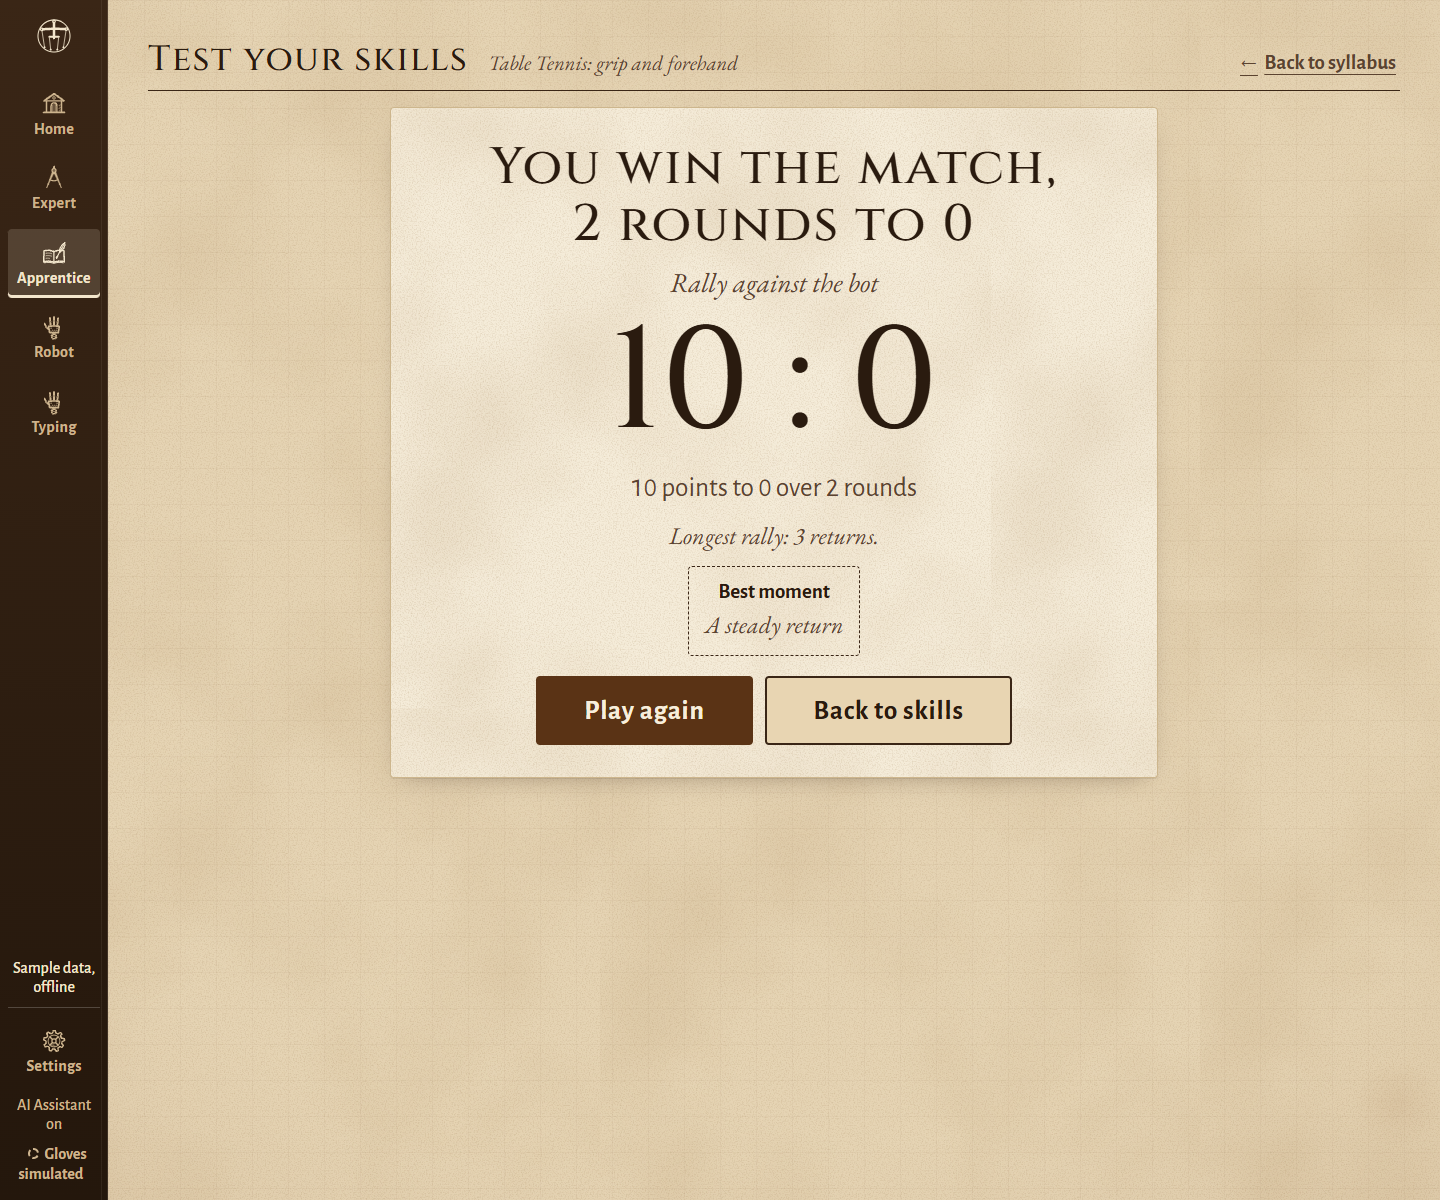 Test your skills
Table Tennis: grip and forehand
← Back to syllabus
Home
Expert
Apprentice
Robot
Typing
You win the match,
2 rounds to 0
Rally against the bot
10 : 0
10 points to 0 over 2 rounds
Longest rally: 3 returns.
Best moment
A steady return
Play again
Back to skills
Sample data,
offline
Settings
AI Assistant
on
Gloves
simulated